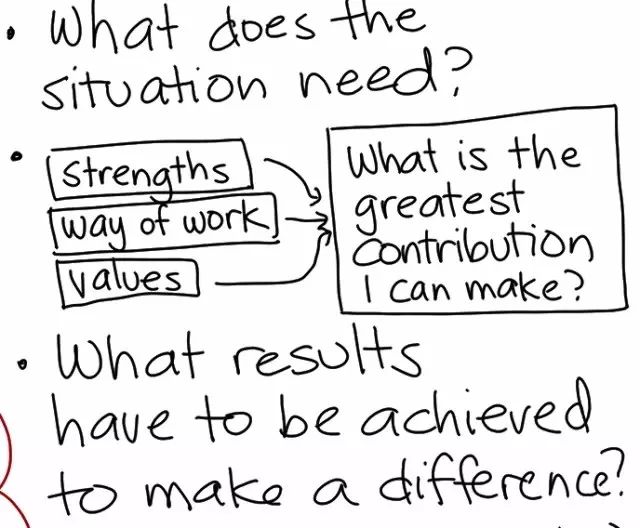 • What does the
situation need?
• strengths
way of work
values
What is the
greatest
contribution
I can make?
• What results
have to be achieved
to make a difference?